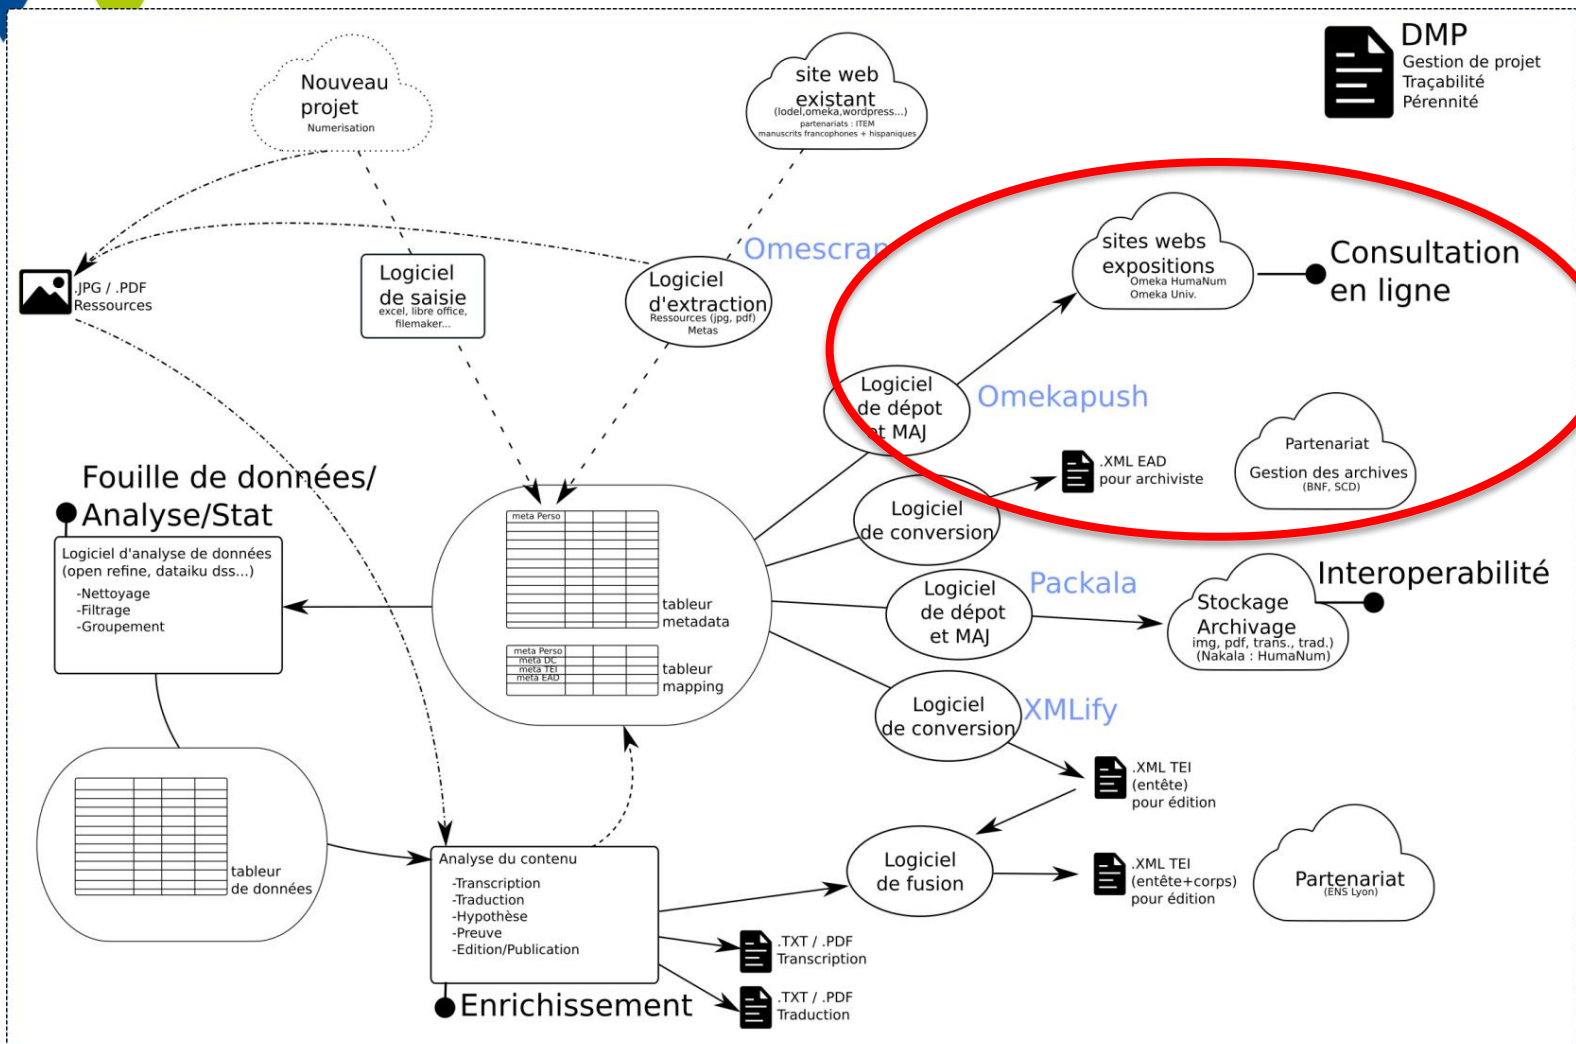 Nouveau
projet
Numerisation
site web
existant
(lodel,omeka,wordpress...)
partenariats : ITEM
manuscrits francophones + hispaniques
DMP
Gestion de projet
Traçabilité
Pérennité
.JPG / .PDF
Ressources
Logiciel
de saisie
excel, libre office,
filemaker...
Omescrap
Logiciel
d'extraction
Ressources (jpg, pdf)
Metas
sites webs
expositions
Omeka HumaNum
Omeka Univ.
Consultation
en ligne
Logiciel
de dépot
et MAJ
Omekapush
.XML EAD
pour archiviste
Partenariat
Gestion des archives
(BNF, SCD)
Logiciel
de conversion
Fouille de données/
Analyse/Stat
Logiciel d'analyse de données
(open refine, dataiku dss...)
-Nettoyage
-Filtrage
-Groupement
meta Perso
tableur
metadata
meta Perso
meta DC
meta TEI
meta EAD
tableur
mapping
Logiciel
de dépot
et MAJ
Packala
Stockage
Archivage
img, pdf, trans., trad.)
(Nakala : HumaNum)
Interoperabilité
Logiciel
de conversion
XMLify
.XML TEI
(entête)
pour édition
tableur
de données
Analyse du contenu
-Transcription
-Traduction
-Hypothèse
-Preuve
-Edition/Publication
Enrichissement
Logiciel
de fusion
.XML TEI
(entête+corps)
pour édition
Partenariat
(ENS Lyon)
.TXT / .PDF
Transcription
.TXT / .PDF
Traduction